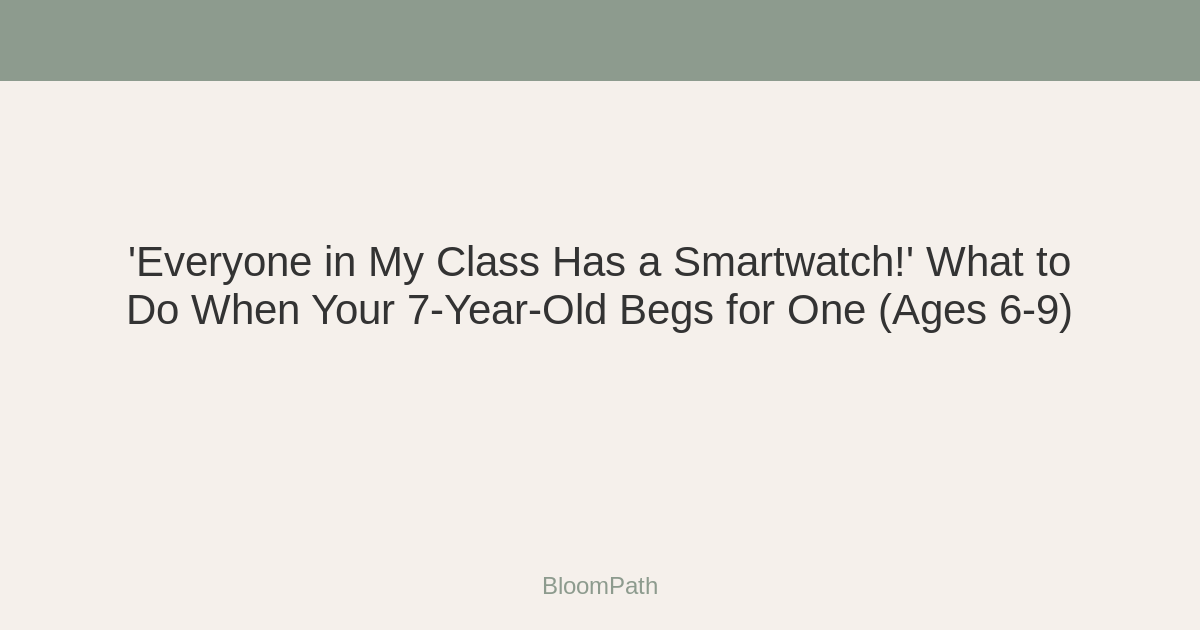 'Everyone in My Class Has a Smartwatch!' What to
Do When Your 7-Year-Old Begs for One (Ages 6-9)
BloomPath